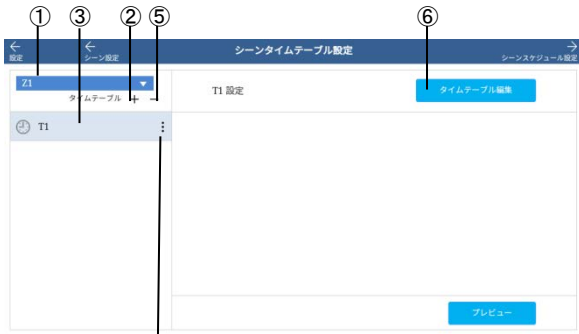 ① ③ ② ⑤ ⑥
← ← シーンタイムテーブル設定 →
設定 シーン設定 シーンスケジュール設定
Z1 ▼
タイムテーブル + −
T1 設定 タイムテーブル編集
T1 ⋮
プレビュー